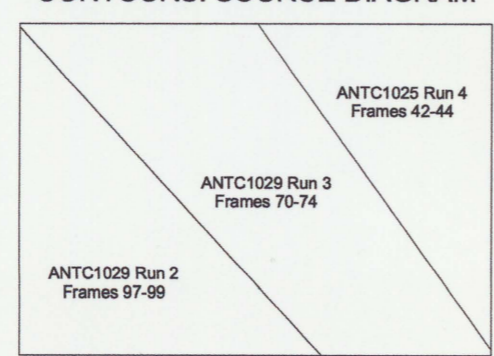 ANTC1025 Run 4
Frames 42-44
ANTC1029 Run 3
Frames 70-74
ANTC1029 Run 2
Frames 97-99